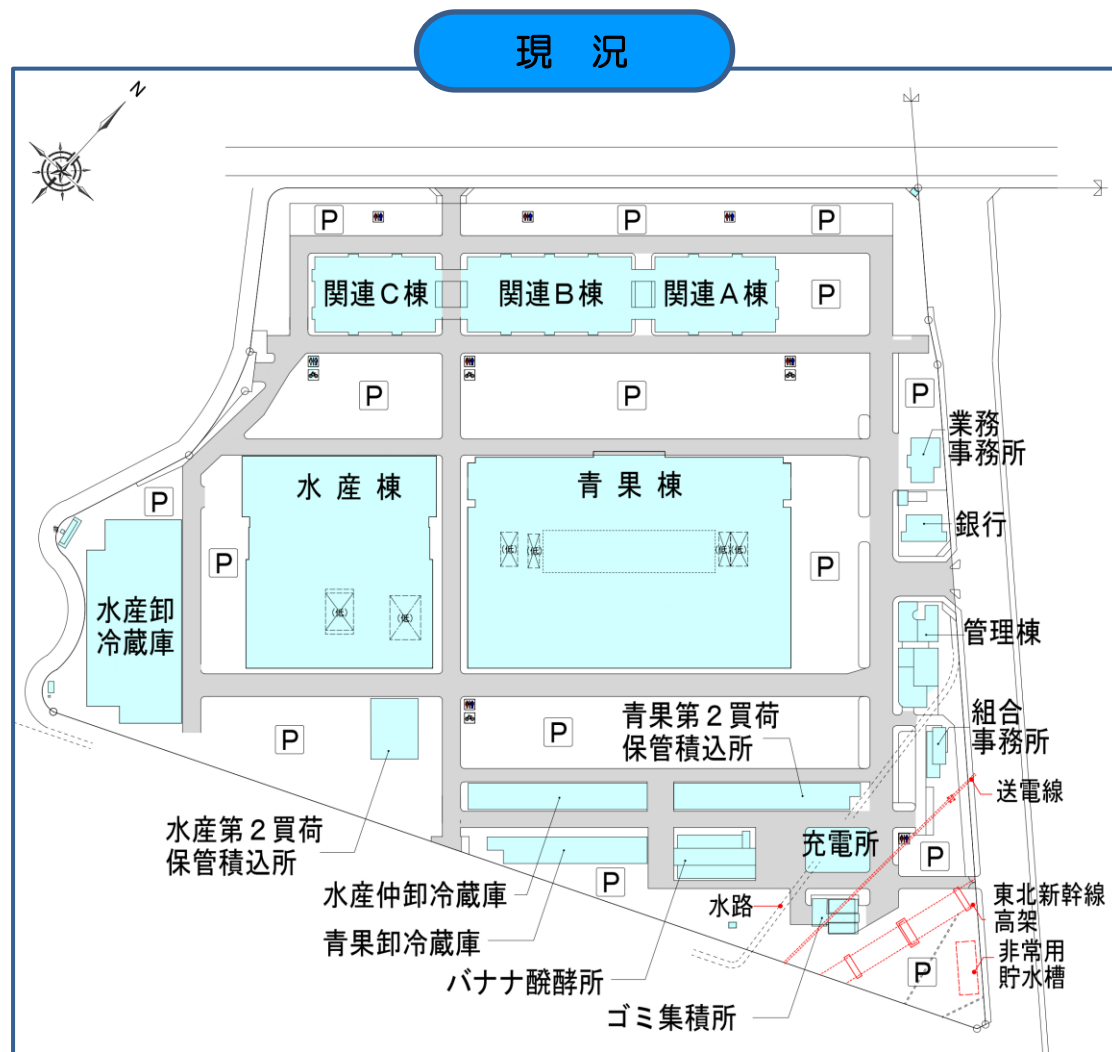 現 況
N
P
P
P
関連C棟
関連B棟
関連A棟
P
P
P
P
業務
事務所
水産棟
青果棟
P
銀行
(低)
(低)
(低)
(低)
P
P
水産卸
冷蔵庫
(低)
(低)
管理棟
青果第2買荷
保管積込所
組合
事務所
P
P
送電線
水産第2買荷
保管積込所
充電所
P
水産仲卸冷蔵庫
P
水路
東北新幹線
高架
青果卸冷蔵庫
非常用
貯水槽
P
バナナ醗酵所
ゴミ集積所